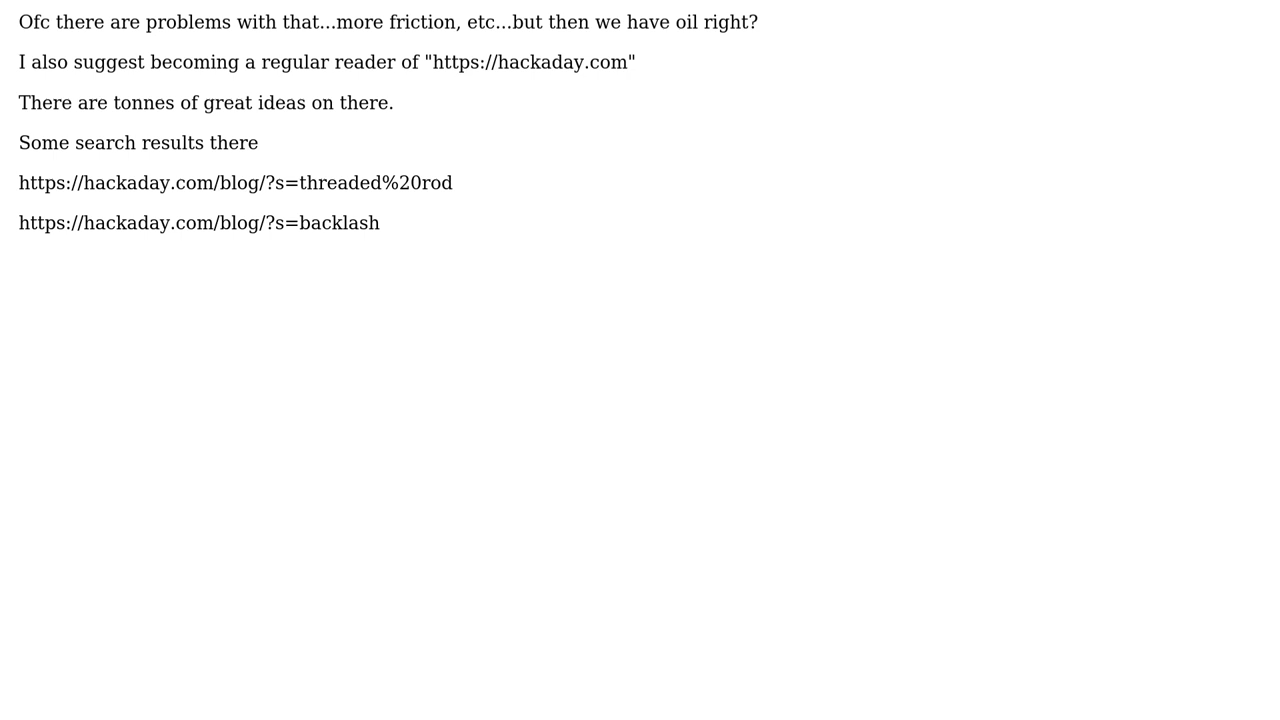 Ofc there are problems with that...more friction, etc...but then we have oil right?
I also suggest becoming a regular reader of "https://hackaday.com"
There are tonnes of great ideas on there.
Some search results there
https://hackaday.com/blog/?s=threaded%20rod
https://hackaday.com/blog/?s=backlash